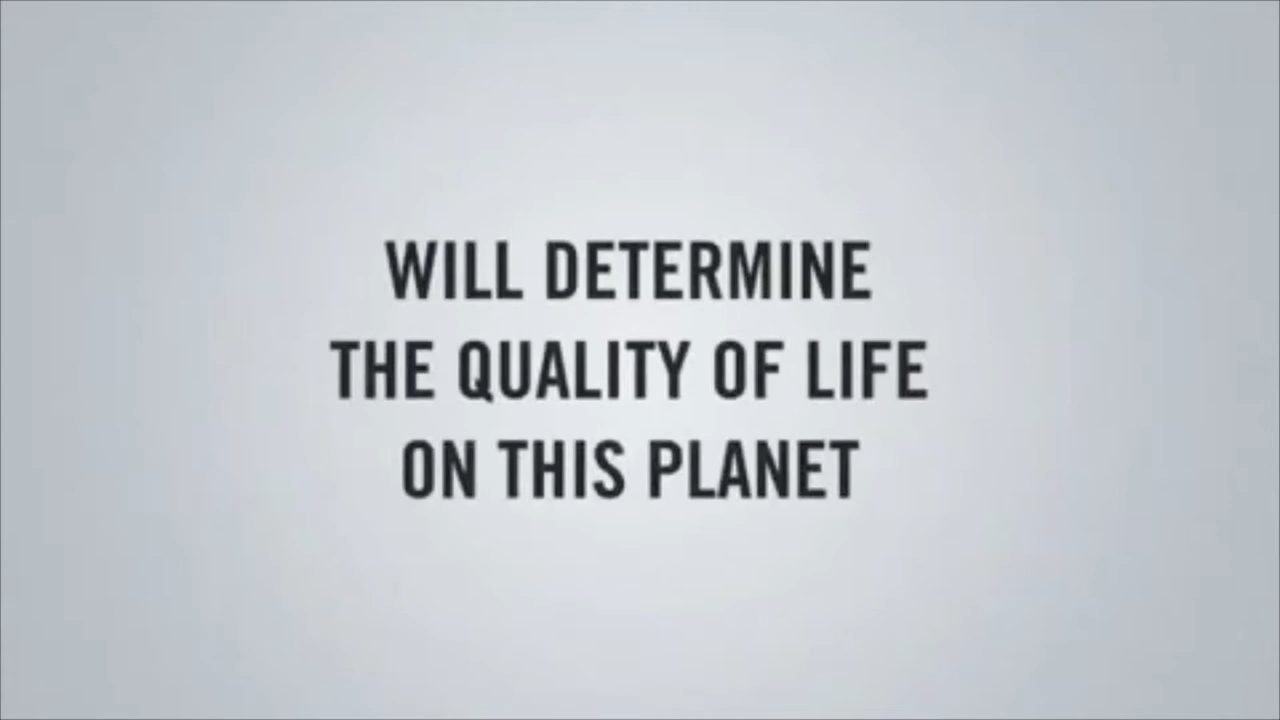 WILL DETERMINE
THE QUALITY OF LIFE
ON THIS PLANET